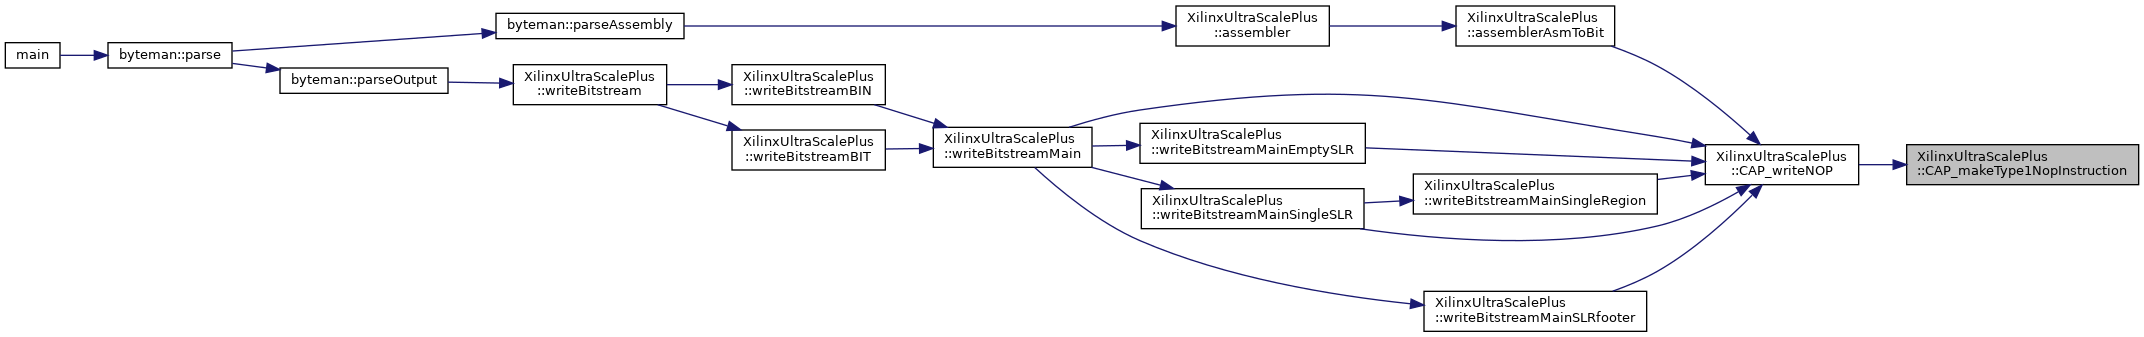 main
byteman::parse
byteman::parseAssembly
byteman::parseOutput
XilinxUltraScalePlus
::writeBitstream
XilinxUltraScalePlus
::writeBitstreamBIN
XilinxUltraScalePlus
::writeBitstreamBIT
XilinxUltraScalePlus
::writeBitstreamMain
XilinxUltraScalePlus
::assembler
XilinxUltraScalePlus
::writeBitstreamMainEmptySLR
XilinxUltraScalePlus
::writeBitstreamMainSingleSLR
XilinxUltraScalePlus
::assemblerAsmToBit
XilinxUltraScalePlus
::writeBitstreamMainSingleRegion
XilinxUltraScalePlus
::writeBitstreamMainSLRfooter
XilinxUltraScalePlus
::CAP_writeNOP
XilinxUltraScalePlus
::CAP_makeType1NopInstruction